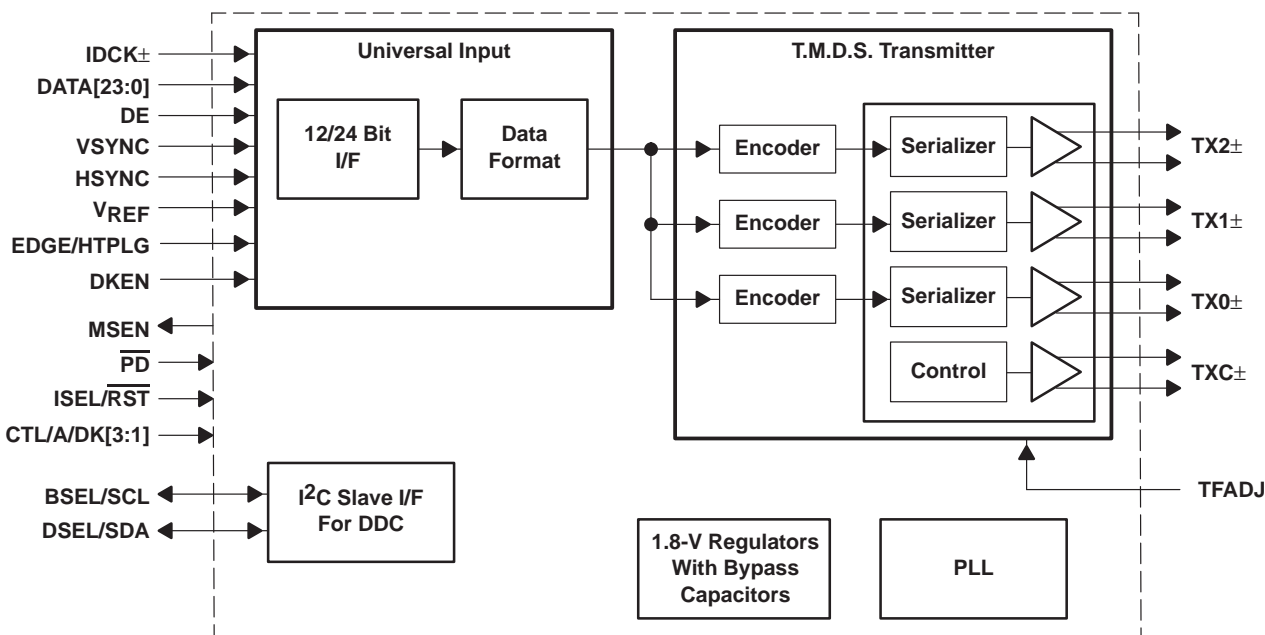 IDCK±
DATA[23:0]
DE
VSYNC
HSYNC
VREF
EDGE/HTPLG
DKEN
MSEN
PD
ISEL/RST
CTL/A/DK[3:1]
BSEL/SCL
DSEL/SDA
Universal Input
12/24 Bit
I/F
Data
Format
I2C Slave I/F
For DDC
T.M.D.S. Transmitter
Encoder
Serializer
Encoder
Serializer
Encoder
Serializer
Control
1.8-V Regulators
With Bypass
Capacitors
PLL
TX2±
TX1±
TX0±
TXC±
TFADJ